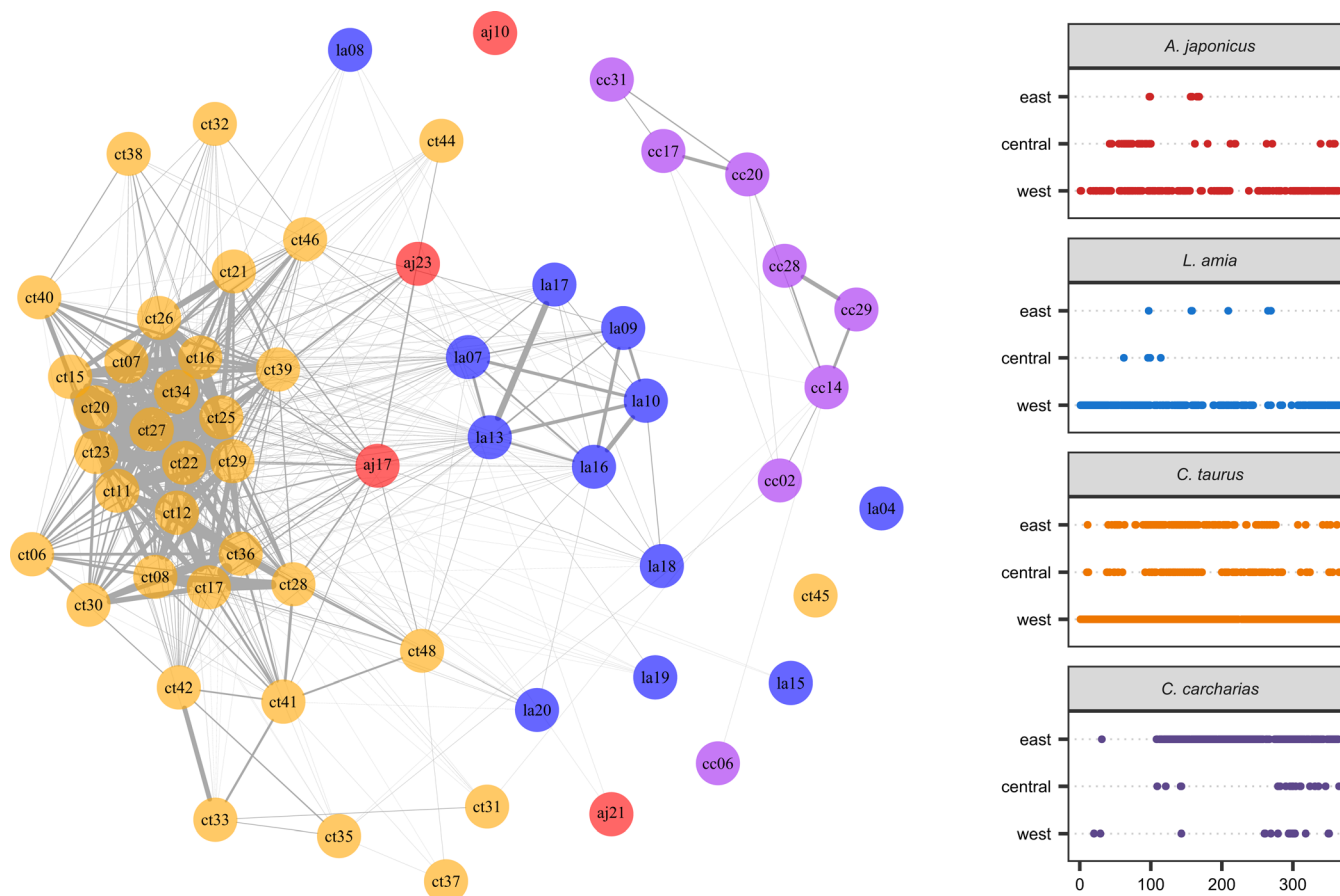 aj10
la08
cc31
ct32
ct44
ct38
cc17
cc20
ct46
aj23
cc28
ct21
la17
ct40
cc29
ct26
la09
ct16
la07
ct07
ct39
ct15
cc14
ct34
la10
ct20
ct25
ct27
la13
ct23
ct22
ct29
aj17
la16
cc02
ct11
la04
ct12
ct06
ct36
la18
ct08
ct17
ct28
ct45
ct30
ct48
la19
la15
ct42
ct41
la20
cc06
ct31
aj21
ct33
ct35
ct37
A. japonicus
east
central
west
L. amia
east
central
west
C. taurus
east
central
west
C. carcharias
east
central
west
0 100 200 300